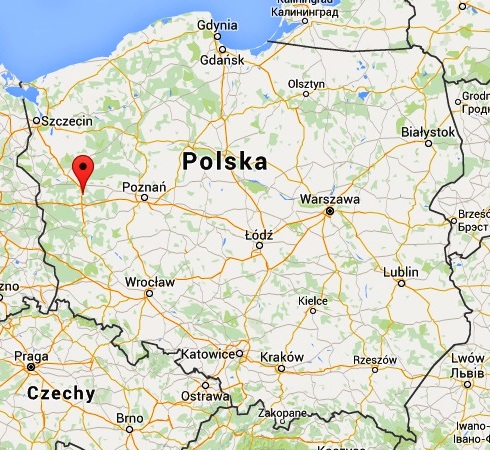 Kaliningrad
Калининград
Gdynia
Gdańsk
Olsztyn
Szczecin
Grodn
Гродн
Białystok
Polska
Poznań
Warszawa
Brześć
Брэст
Łódź
Wrocław
Lublin
zno
Kielce
Katowice
Kraków
Rzeszów
Lwów
Львів
Praga
Czechy
Ostrawa
Zakopane
Brno
Iwano-
Івано-Ф